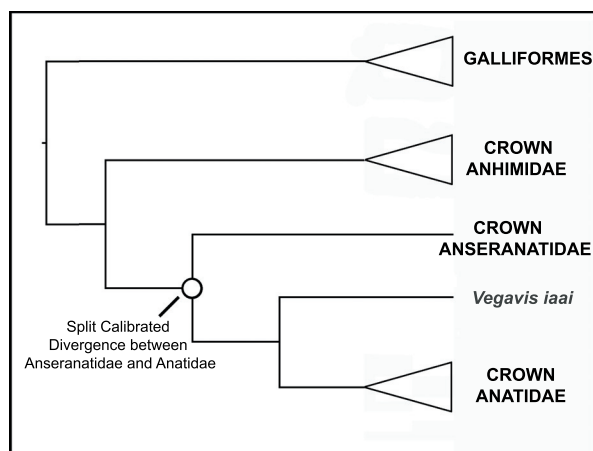 GALLIFORMES
CROWN
ANHIMIDAE
CROWN
ANSERANATIDAE
Vegavis iaai
Split Calibrated
Divergence between
Anseranatidae and Anatidae
CROWN
ANATIDAE